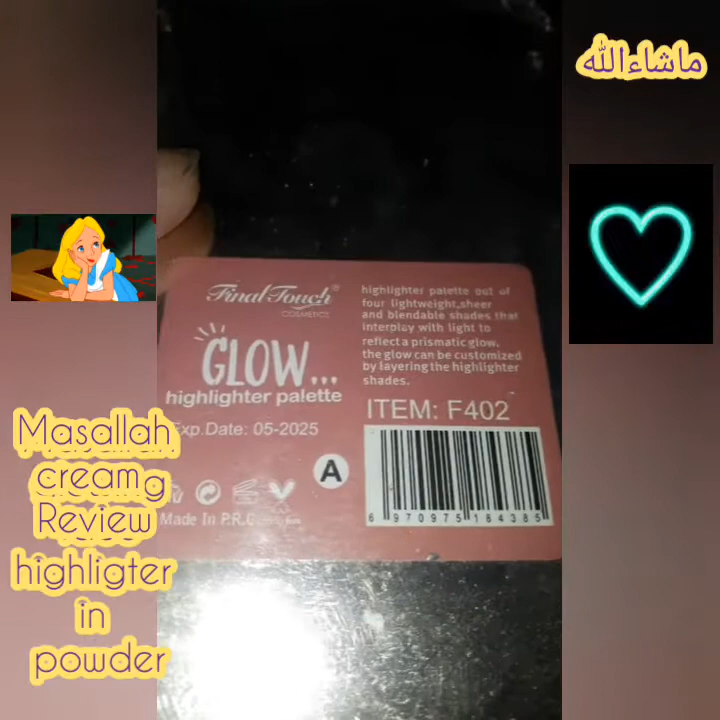 ماشاءالله
Final Touch®
COSMETICS
GLOW...
highlighter palette
Exp.Date: 05-2025
A
Made In P.R.C
highlighter palette out of
four lightweight,sheer
and blendable shades that
interplay with light to
reflect a prismatic glow.
the glow can be customized
by layering the highlighter
shades.
ITEM: F402
6 970975 184385
Masallah
cream
Review
highligter
in
powder